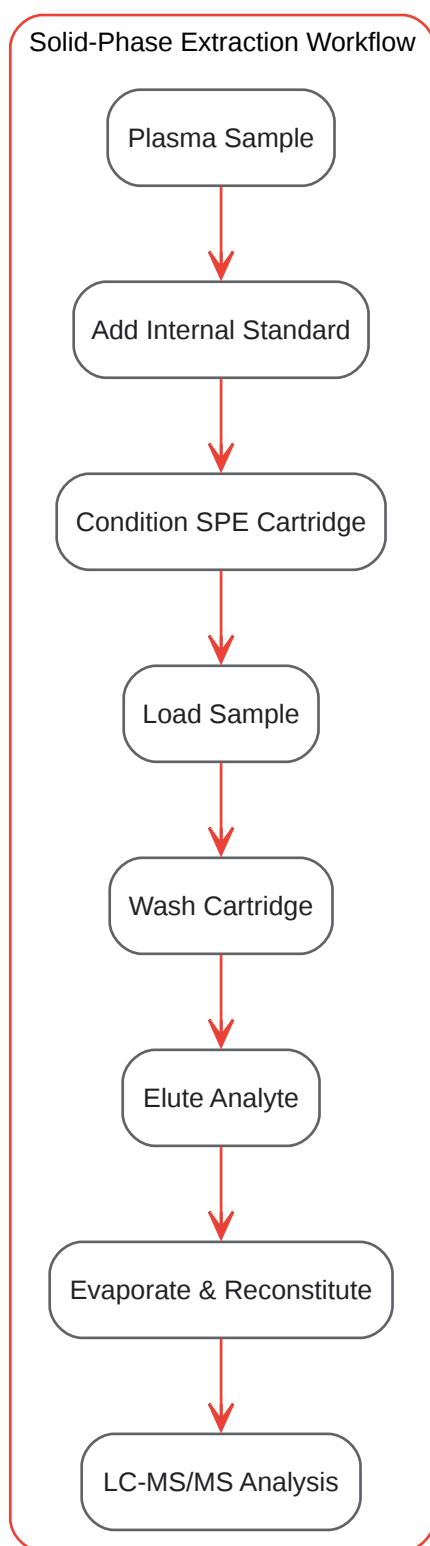 Solid-Phase Extraction Workflow
Plasma Sample
Add Internal Standard
Condition SPE Cartridge
Load Sample
Wash Cartridge
Elute Analyte
Evaporate & Reconstitute
LC-MS/MS Analysis